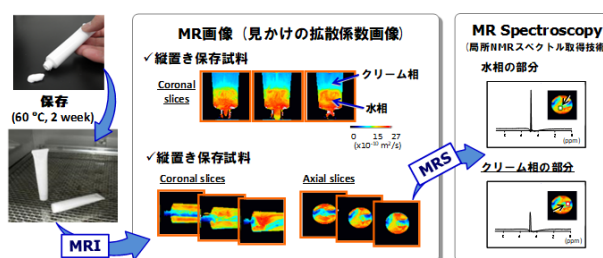 保存
(60 ℃, 2 week)
MRI
MR画像（見かけの拡散係数画像）
✓縦置き保存試料
Coronal
slices
クリーム相
水相
0 15 27
(x10⁻¹⁰ m²/s)
✓縦置き保存試料
Coronal slices
Axial slices
MRS
MR Spectroscopy
(局所NMRスペクトル取得技術
水相の部分
(ppm)
クリーム相の部分
(ppm)